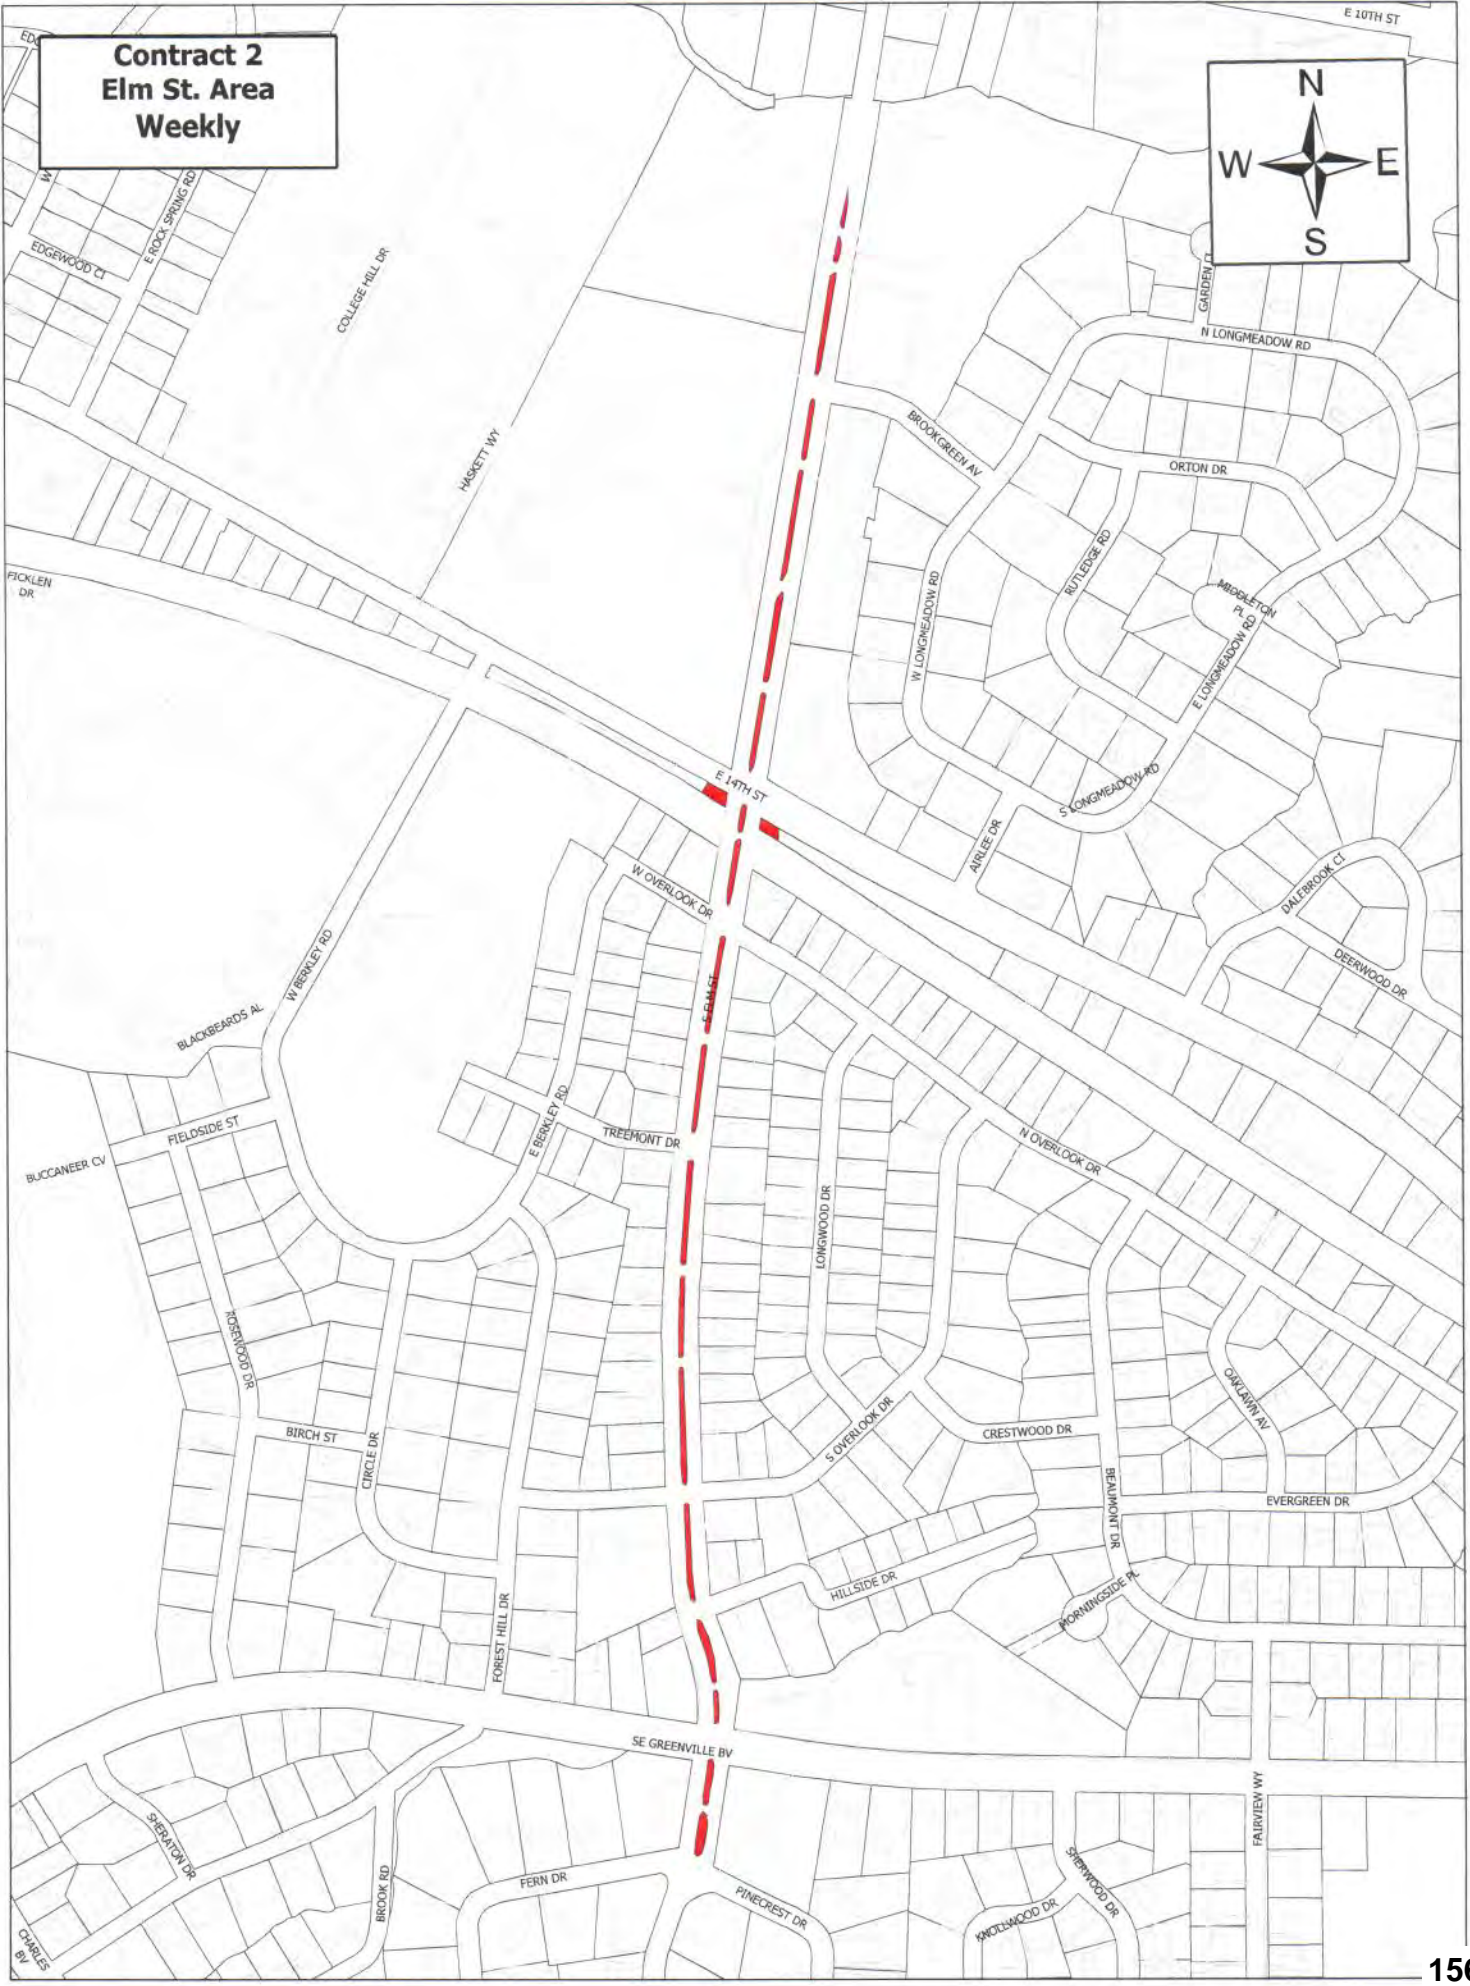 E 10TH ST
Contract 2
Elm St. Area
Weekly
N
W
E
S
W
E ROCK SPRING RD
EDGEWOOD CI
COLLEGE HILL DR
GARDEN
N LONGMEADOW RD
HASKETT WY
BROOKGREEN AV
ORTON DR
FICKLEN
DR
RUTLEDGE RD
MIDDLETON
PL
W LONGMEADOW RD
E LONGMEADOW RD
E 14TH ST
S LONGMEADOW RD
AIRLEE DR
W OVERLOOK DR
DALEBROOK CI
DEERWOOD DR
W BERKLEY RD
S ELM ST
BLACKBEARDS AL
E BERKLEY RD
FIELDSIDE ST
TREEMONT DR
N OVERLOOK DR
BUCCANEER CV
LONGWOOD DR
ROSEWOOD DR
OAKLAWN AV
BIRCH ST
CIRCLE DR
S OVERLOOK DR
CRESTWOOD DR
BEAUMONT DR
EVERGREEN DR
HILLSIDE DR
MORNINGSIDE PL
FOREST HILL DR
SE GREENVILLE BV
FAIRVIEW WY
SHERATON DR
BROOK RD
FERN DR
PINECREST DR
SHERWOOD DR
KNOLLWOOD DR
CHARLES
BV